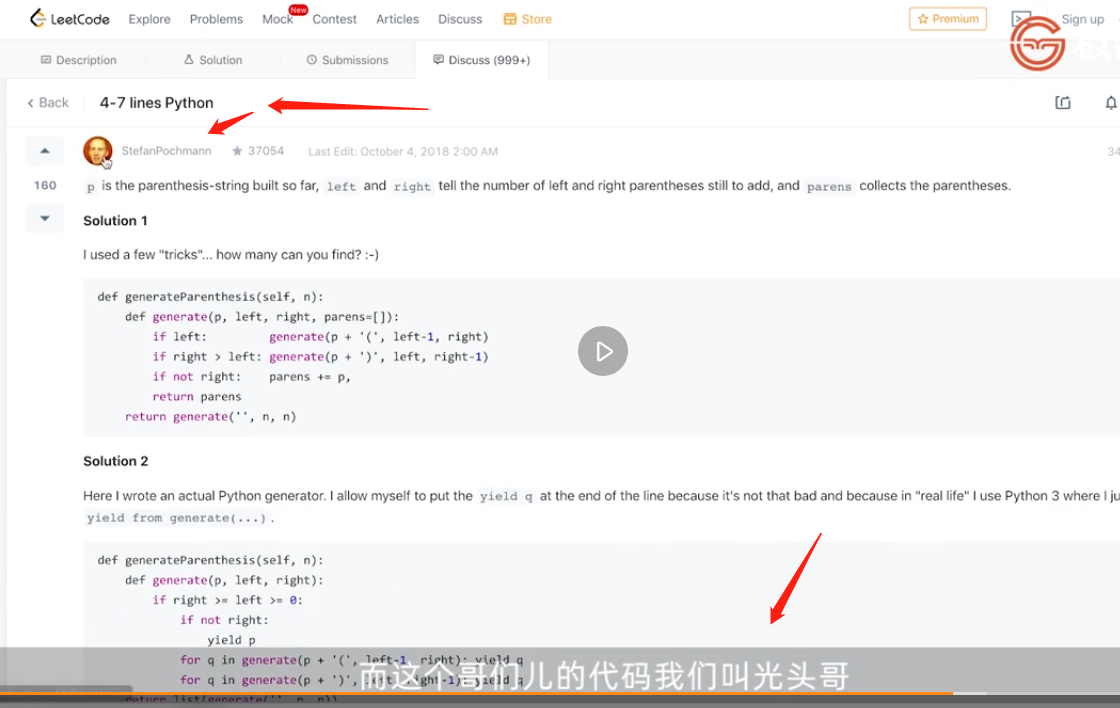 LeetCode Explore Problems Mock New Contest Articles Discuss Store Premium Sign up
Description Solution Submissions Discuss (999+)
Back 4-7 lines Python
StefanPochmann 37054 Last Edit: October 4, 2018 2:00 AM 34
160
p is the parenthesis-string built so far, left and right tell the number of left and right parentheses still to add, and parens collects the parentheses.
Solution 1
I used a few "tricks"... how many can you find? :-)
def generateParenthesis(self, n):
def generate(p, left, right, parens=[]):
if left: generate(p + '(', left-1, right)
if right > left: generate(p + ')', left, right-1)
if not right: parens += p,
return parens
return generate('', n, n)
Solution 2
Here I wrote an actual Python generator. I allow myself to put the yield q at the end of the line because it's not that bad and because in "real life" I use Python 3 where I ju
yield from generate(...).
def generateParenthesis(self, n):
def generate(p, left, right):
if right >= left >= 0:
if not right:
yield p
for q in generate(p + '(', left-1, right): yield q
for q in generate(p + ')', left, right-1): yield q
而这个哥们儿的代码我们叫光头哥
return list(generate('', n, n))